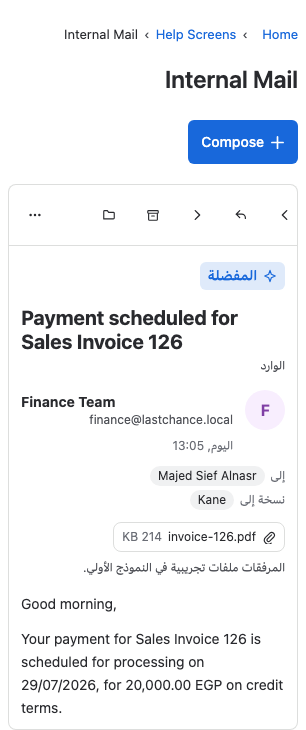 Home › Help Screens › Internal Mail
Internal Mail
Compose +
المفضلة
Payment scheduled for
Sales Invoice 126
الوارد
F
Finance Team
finance@lastchance.local
اليوم, 13:05
إلى Majed Sief Alnasr
نسخة إلى Kane
invoice-126.pdf 214 KB
المرفقات ملفات تجريبية في النموذج الأولي.
Good morning,
Your payment for Sales Invoice 126 is
scheduled for processing on
29/07/2026, for 20,000.00 EGP on credit
terms.